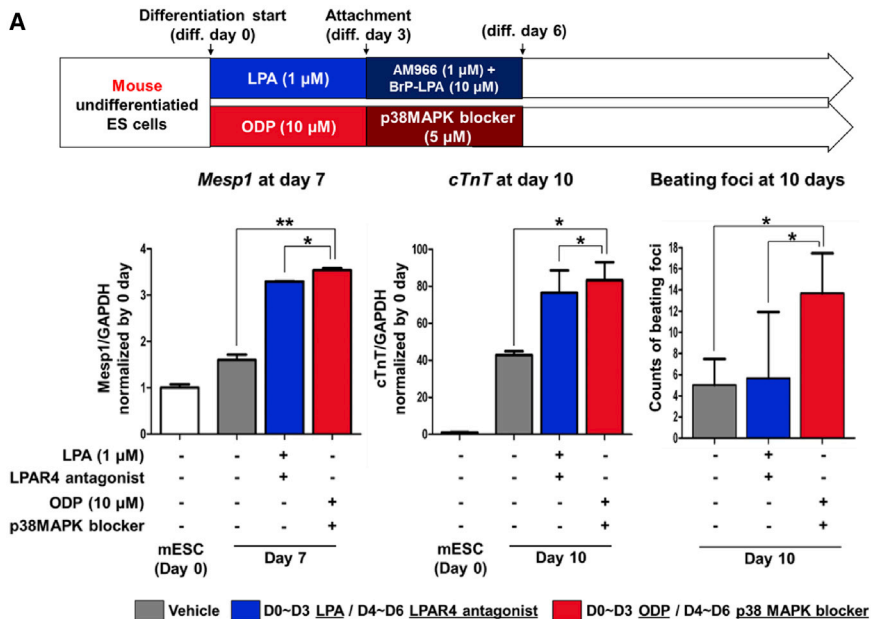 A
Differentiation start
(diff. day 0)
Attachment
(diff. day 3)
(diff. day 6)
Mouse
undifferentiatied
ES cells
LPA (1 µM)
AM966 (1 µM) +
BrP-LPA (10 µM)
ODP (10 µM)
p38MAPK blocker
(5 µM)
Mesp1 at day 7
cTnT at day 10
Beating foci at 10 days
Mesp1/GAPDH
normalized by 0 day
4
3
2
1
0
**
*
cTnT/GAPDH
normalized by 0 day
100
80
60
40
20
0
*
*
Counts of beating foci
18
16
14
12
10
8
6
4
2
0
*
*
LPA (1 µM) - - + - - - + - - + -
LPAR4 antagonist - - + - - - + - - + -
ODP (10 µM) - - - + - - - + - - +
p38MAPK blocker - - - + - - - + - - +
mESC
(Day 0)
Day 7
mESC
(Day 0)
Day 10
Day 10
Vehicle
D0~D3 LPA / D4~D6 LPAR4 antagonist
D0~D3 ODP / D4~D6 p38 MAPK blocker